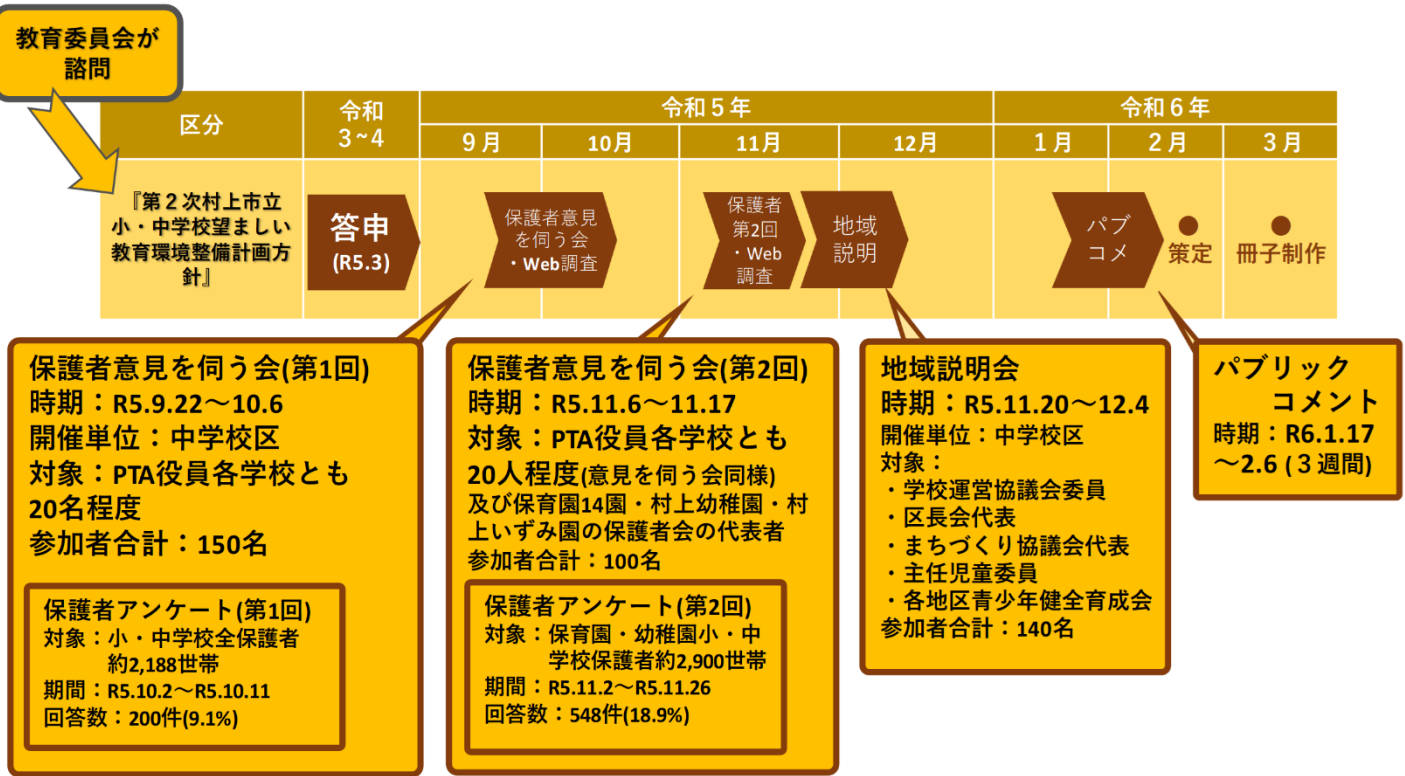 教育委員会が
諮問
区分
令和
3~4
令和５年
令和６年
９月
10月
11月
12月
１月
２月
３月
『第２次村上市立
小・中学校望ましい
教育環境整備計画方
針』
答申
(R5.3)
保護者意見
を伺う会
・Web調査
保護者
第2回
・Web
調査
地域
説明
パブ
コメ
●
策定
●
冊子制作
保護者意見を伺う会(第1回)
時期：R5.9.22～10.6
開催単位：中学校区
対象：PTA役員各学校とも
20名程度
参加者合計：150名
保護者アンケート(第1回)
対象：小・中学校全保護者
約2,188世帯
期間：R5.10.2～R5.10.11
回答数：200件(9.1%)
保護者意見を伺う会(第2回)
時期：R5.11.6～11.17
対象：PTA役員各学校とも
20人程度(意見を伺う会同様)
及び保育園14園・村上幼稚園・村
上いずみ園の保護者会の代表者
参加者合計：100名
保護者アンケート(第2回)
対象：保育園・幼稚園小・中
学校保護者約2,900世帯
期間：R5.11.2～R5.11.26
回答数：548件(18.9%)
地域説明会
時期：R5.11.20～12.4
開催単位：中学校区
対象：
・学校運営協議会委員
・区長会代表
・まちづくり協議会代表
・主任児童委員
・各地区青少年健全育成会
参加者合計：140名
パブリック
コメント
時期：R6.1.17
～2.6 (３週間)